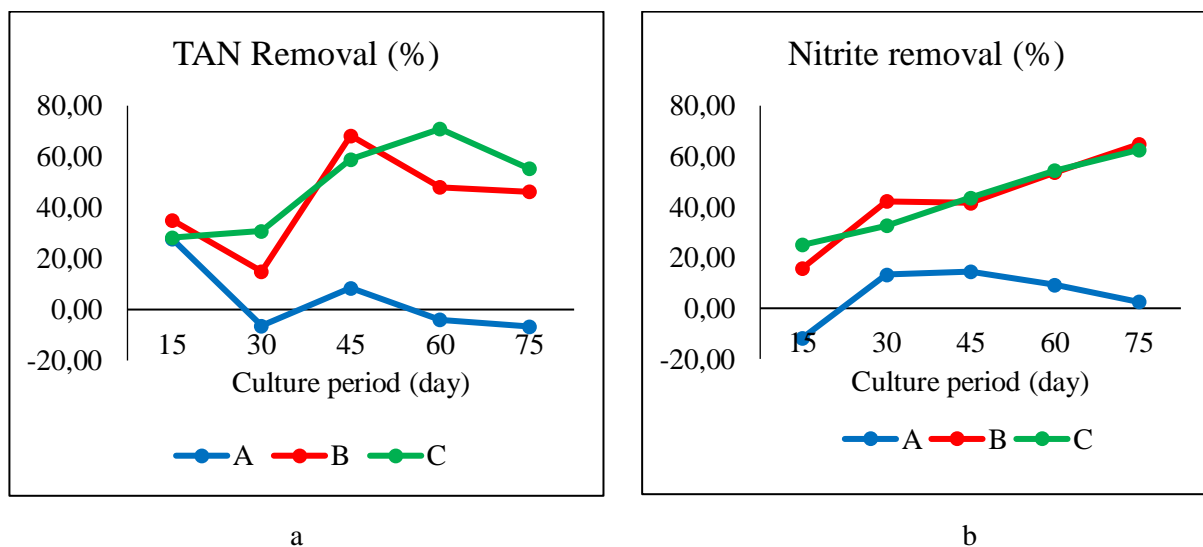 TAN Removal (%)
80,00
60,00
40,00
20,00
0,00
-20,00
15 30 45 60 75
Culture period (day)
A B C
a
Nitrite removal (%)
80,00
60,00
40,00
20,00
0,00
-20,00
15 30 45 60 75
Culture period (day)
A B C
b